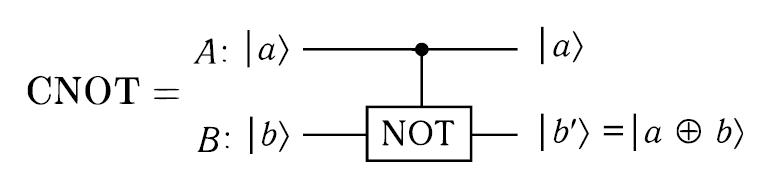 A: |a⟩ |a⟩
CNOT =
B: |b⟩ NOT |b′⟩ = |a ⊕ b⟩